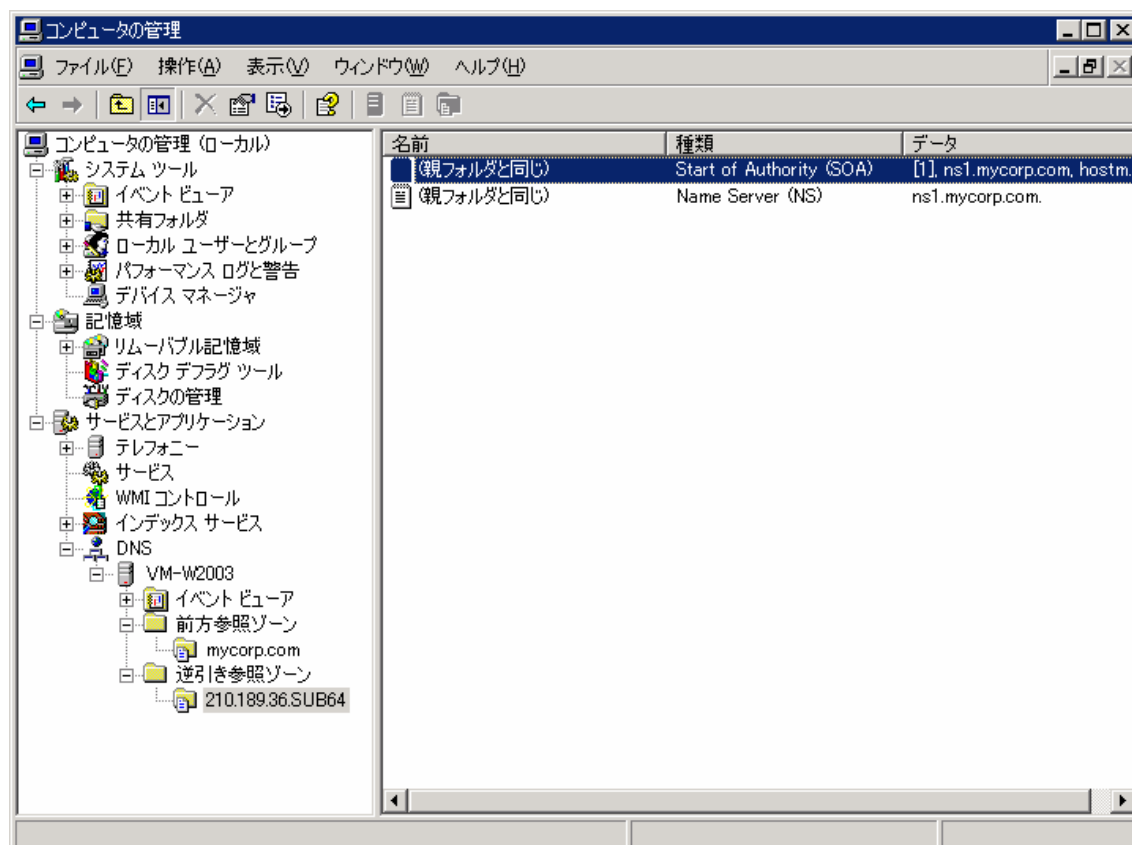 コンピュータの管理
ファイル(F) 操作(A) 表示(V) ウィンドウ(W) ヘルプ(H)
コンピュータの管理 (ローカル)
システム ツール
イベント ビューア
共有フォルダ
ローカル ユーザーとグループ
パフォーマンス ログと警告
デバイス マネージャ
記憶域
リムーバブル記憶域
ディスク デフラグ ツール
ディスクの管理
サービスとアプリケーション
テレフォニー
サービス
WMI コントロール
インデックス サービス
DNS
VM-W2003
イベント ビューア
前方参照ゾーン
mycorp.com
逆引き参照ゾーン
210.189.36.SUB64
名前 種類 データ
(親フォルダと同じ) Start of Authority (SOA) [1], ns1.mycorp.com, hostm.
(親フォルダと同じ) Name Server (NS) ns1.mycorp.com.